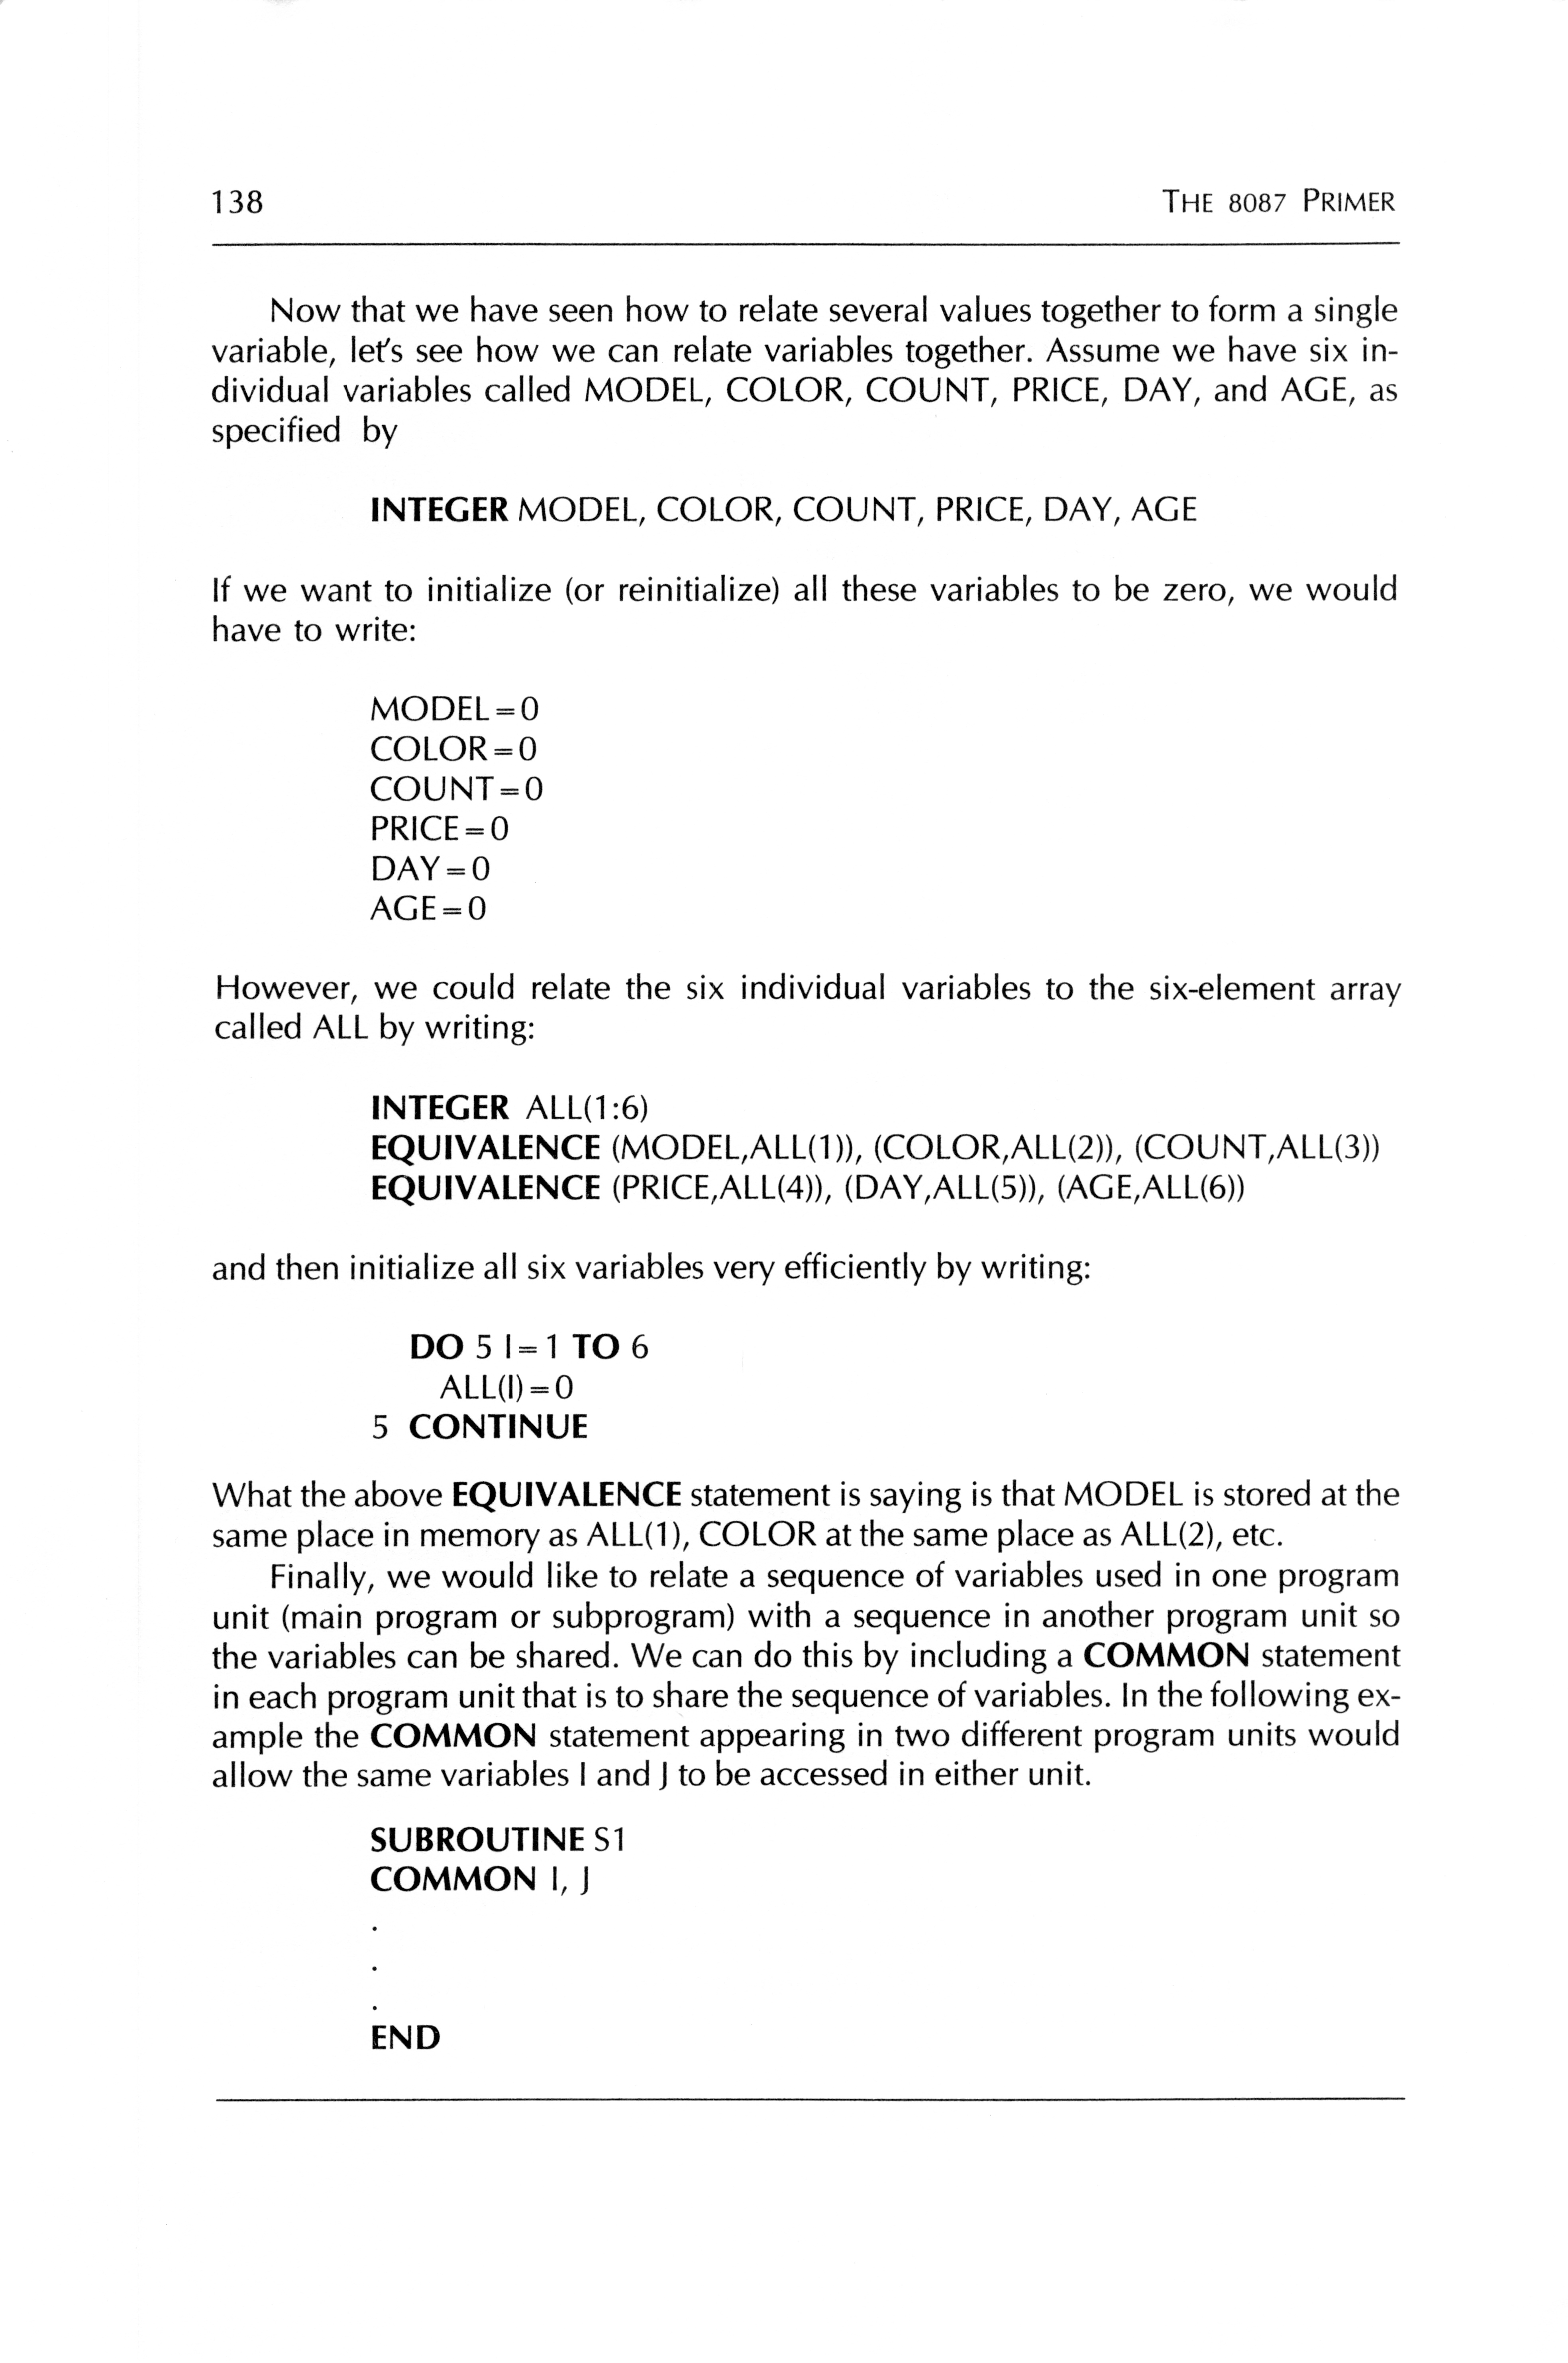 138 THE 8087 PRIMER
Now that we have seen how to relate several values together to form a single
variable, let's see how we can relate variables together. Assume we have six in-
dividual variables called MODEL, COLOR, COUNT, PRICE, DAY, and AGE, as
specified by
INTEGER MODEL, COLOR, COUNT, PRICE, DAY, AGE
If we want to initialize (or reinitialize) all these variables to be zero, we would
have to write:
MODEL=0
COLOR=0
COUNT=0
PRICE=0
DAY=0
AGE=0
However, we could relate the six individual variables to the six-element array
called ALL by writing:
INTEGER ALL(1:6)
EQUIVALENCE (MODEL,ALL(1)), (COLOR,ALL(2)), (COUNT,ALL(3))
EQUIVALENCE (PRICE,ALL(4)), (DAY,ALL(5)), (AGE,ALL(6))
and then initialize all six variables very efficiently by writing:
DO 5 I=1 TO 6
ALL(I)=0
5 CONTINUE
What the above EQUIVALENCE statement is saying is that MODEL is stored at the
same place in memory as ALL(1), COLOR at the same place as ALL(2), etc.
Finally, we would like to relate a sequence of variables used in one program
unit (main program or subprogram) with a sequence in another program unit so
the variables can be shared. We can do this by including a COMMON statement
in each program unit that is to share the sequence of variables. In the following ex-
ample the COMMON statement appearing in two different program units would
allow the same variables I and J to be accessed in either unit.
SUBROUTINE S1
COMMON I, J
.
.
.
END